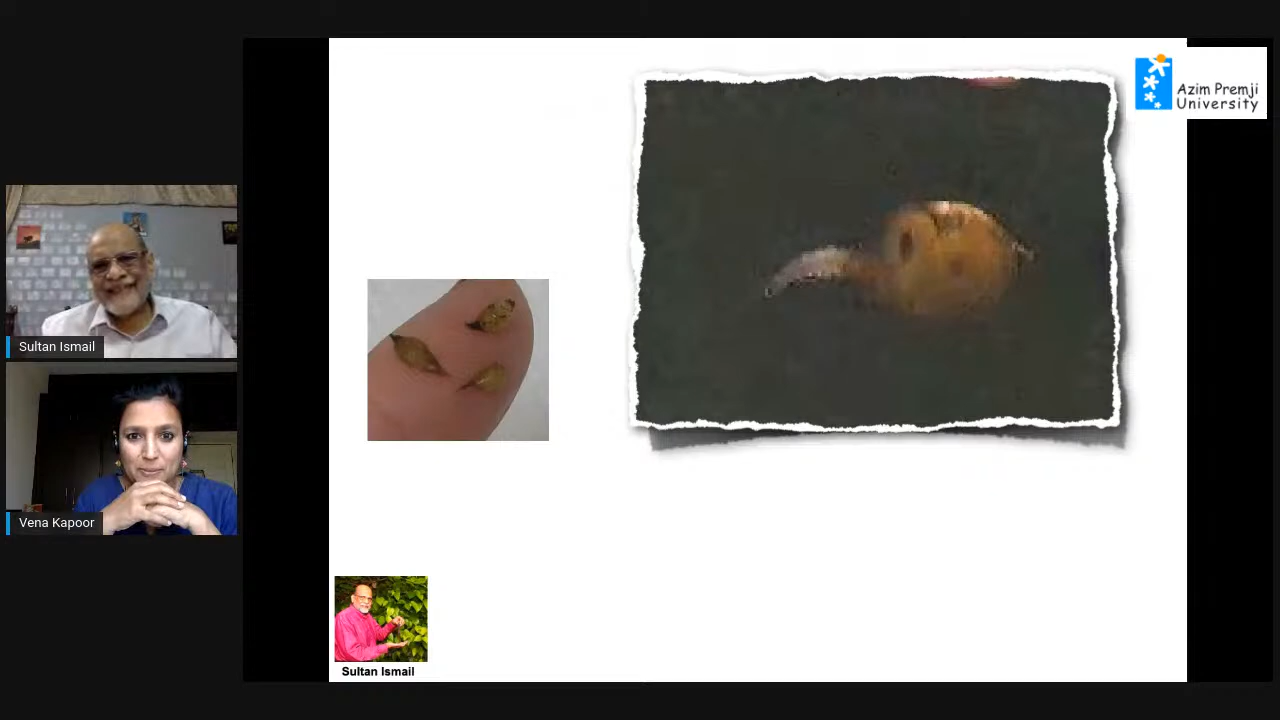 Azim Premji
University
Sultan Ismail
Vena Kapoor
Sultan Ismail